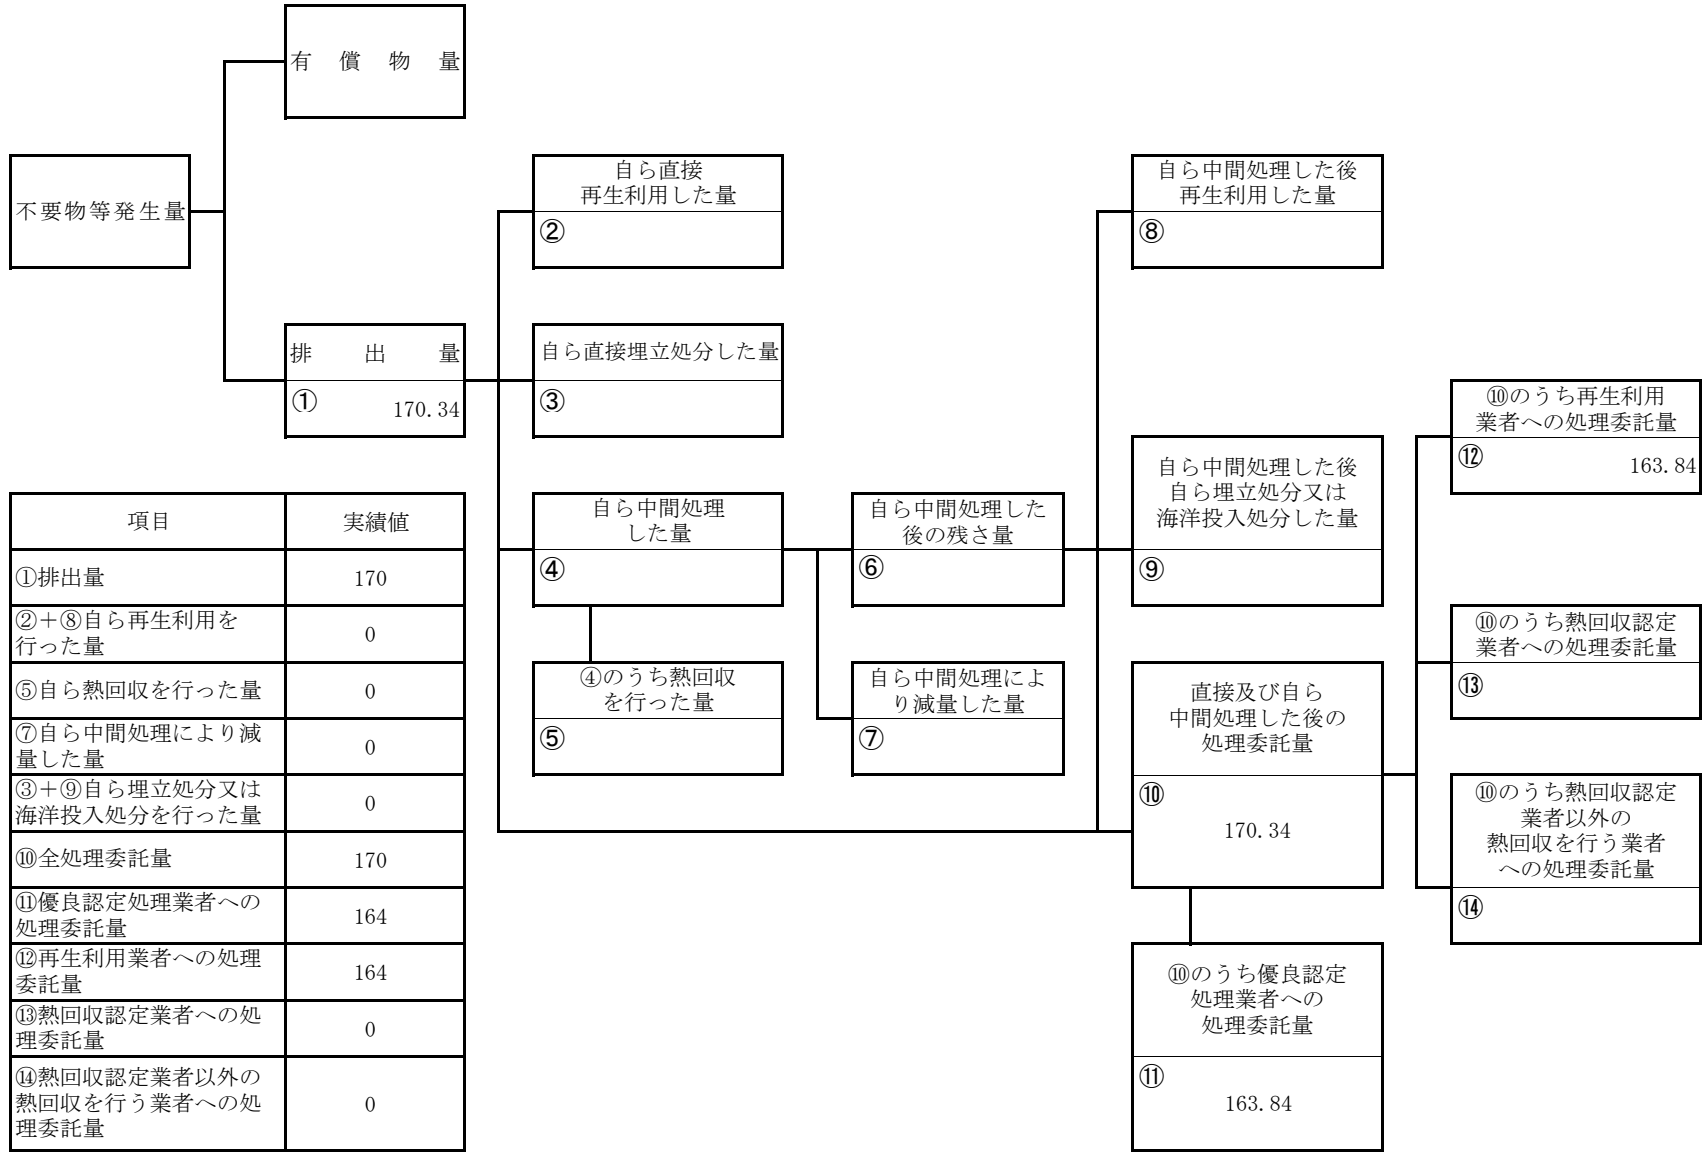 有償物量
不要物等発生量
排出量
① 170.34
自ら直接
再生利用した量
②
自ら直接埋立処分した量
③
自ら中間処理
した量
④
④のうち熱回収
を行った量
⑤
自ら中間処理した
後の残さ量
⑥
自ら中間処理によ
り減量した量
⑦
自ら中間処理した後
再生利用した量
⑧
自ら中間処理した後
自ら埋立処分又は
海洋投入処分した量
⑨
直接及び自ら
中間処理した後の
処理委託量
⑩
170.34
⑩のうち優良認定
処理業者への
処理委託量
⑪
163.84
⑩のうち再生利用
業者への処理委託量
⑫ 163.84
⑩のうち熱回収認定
業者への処理委託量
⑬
⑩のうち熱回収認定
業者以外の
熱回収を行う業者
への処理委託量
⑭
項目 実績値
①排出量 170
②＋⑧自ら再生利用を
行った量 0
⑤自ら熱回収を行った量 0
⑦自ら中間処理により減
量した量 0
③＋⑨自ら埋立処分又は
海洋投入処分を行った量 0
⑩全処理委託量 170
⑪優良認定処理業者への
処理委託量 164
⑫再生利用業者への処理
委託量 164
⑬熱回収認定業者への処
理委託量 0
⑭熱回収認定業者以外の
熱回収を行う業者への処 0
理委託量